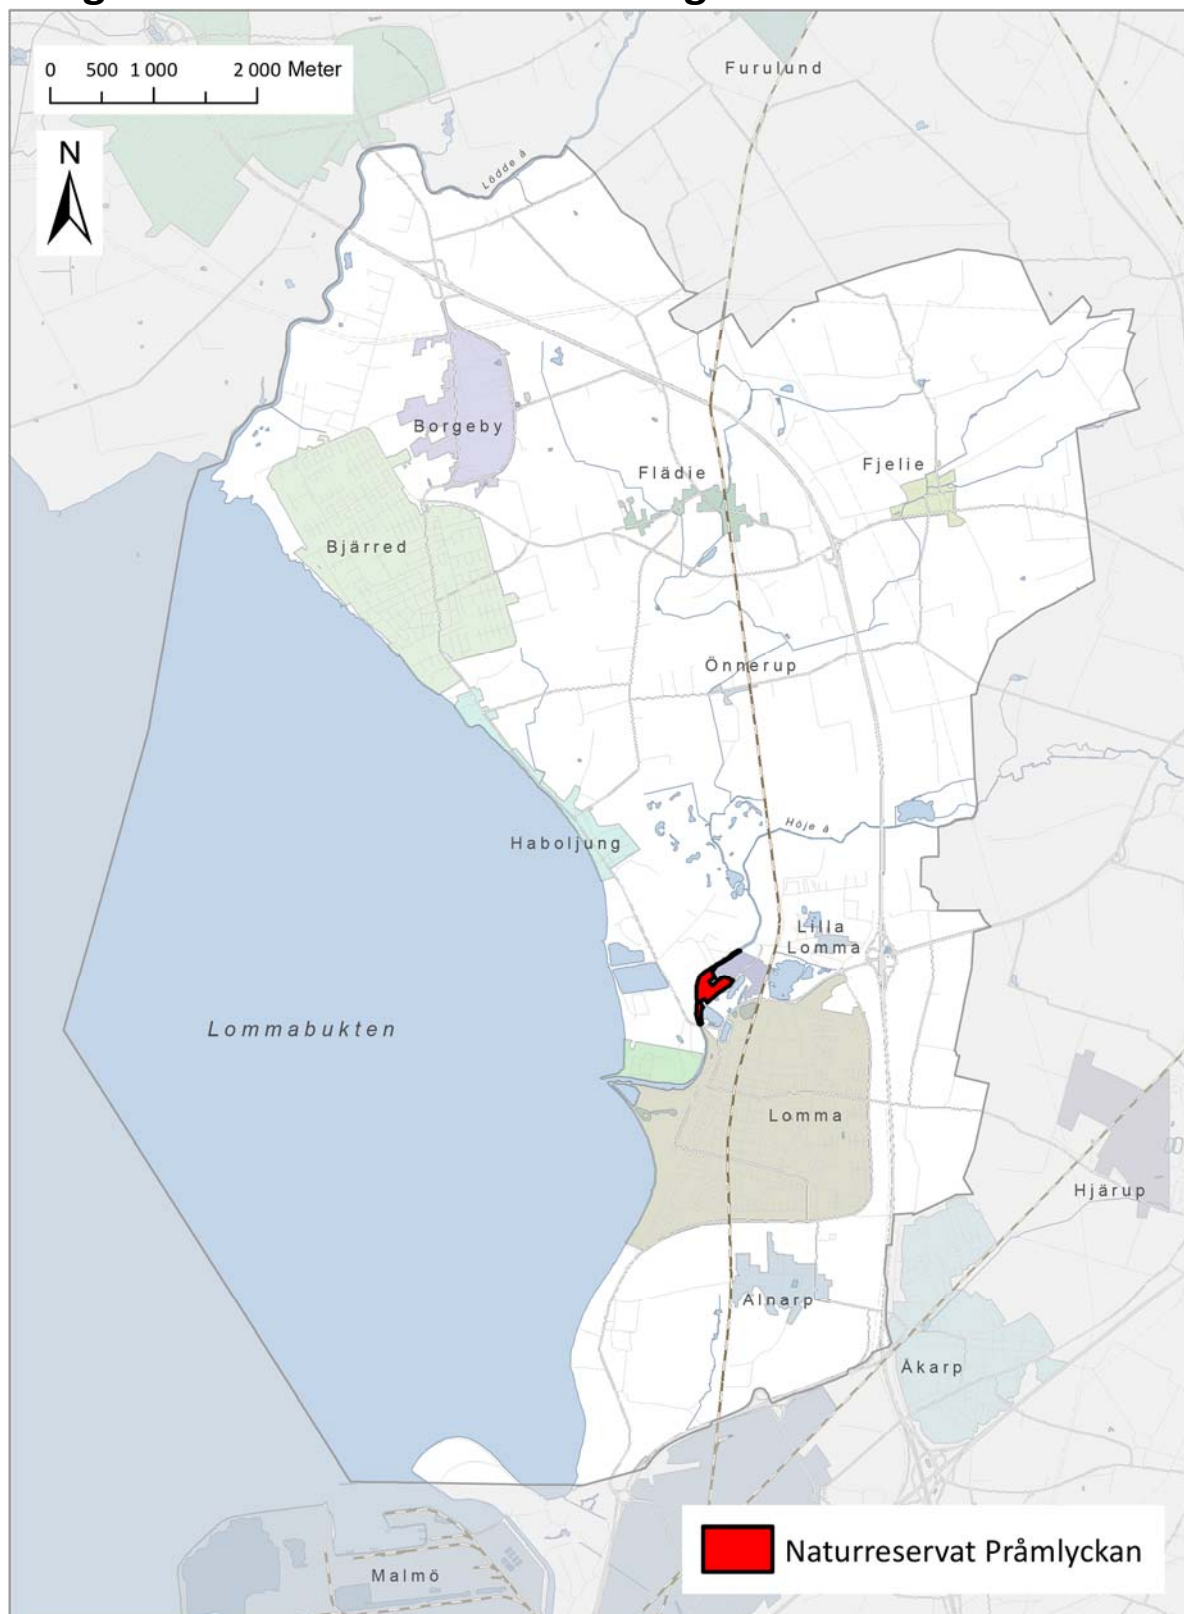 0 500 1 000 2 000 Meter
Furulund
N
Lödde å
Borgeby
Flädie
Fjelie
Bjärred
Önnerup
Höje å
Haboljung
Lilla
Lomma
Lommabukten
Lomma
Hjärup
Alnarp
Åkarp
Naturreservat Pråmlyckan
Malmö